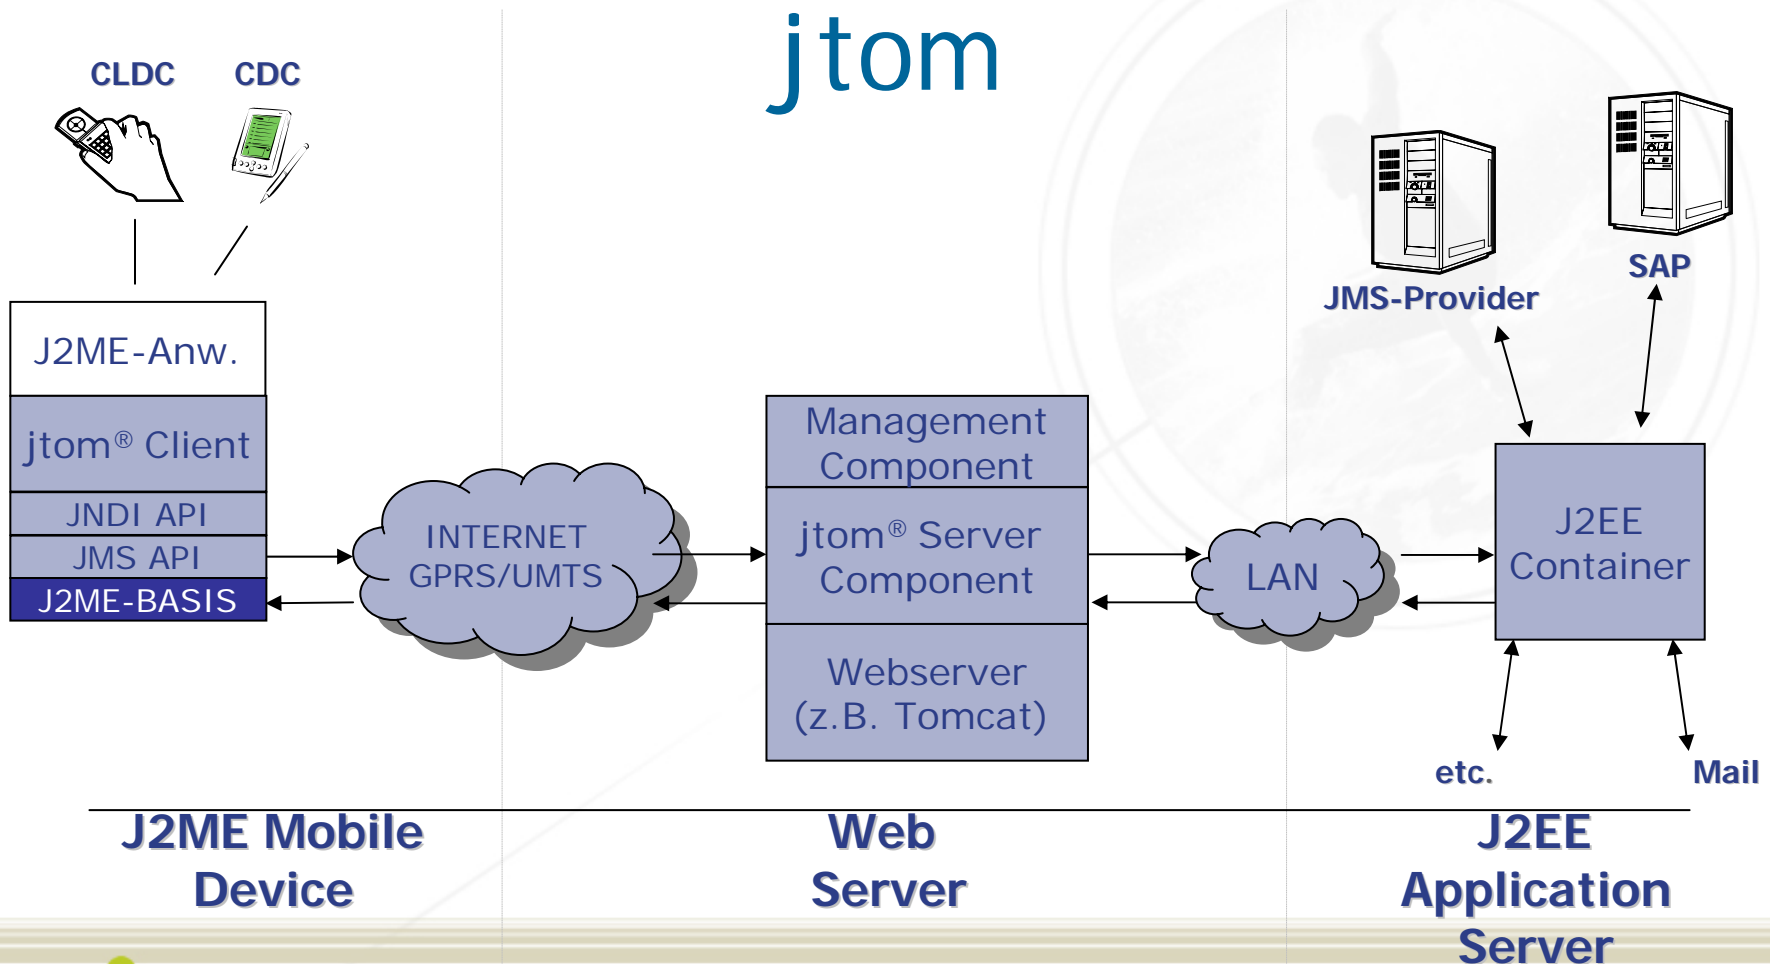 jtom
CLDC
CDC
J2ME-Anw.
jtom® Client
JNDI API
JMS API
J2ME-BASIS
INTERNET
GPRS/UMTS
Management
Component
jtom® Server
Component
Webserver
(z.B. Tomcat)
LAN
JMS-Provider
SAP
J2EE
Container
etc.
Mail
J2ME Mobile
Device
Web
Server
J2EE
Application
Server